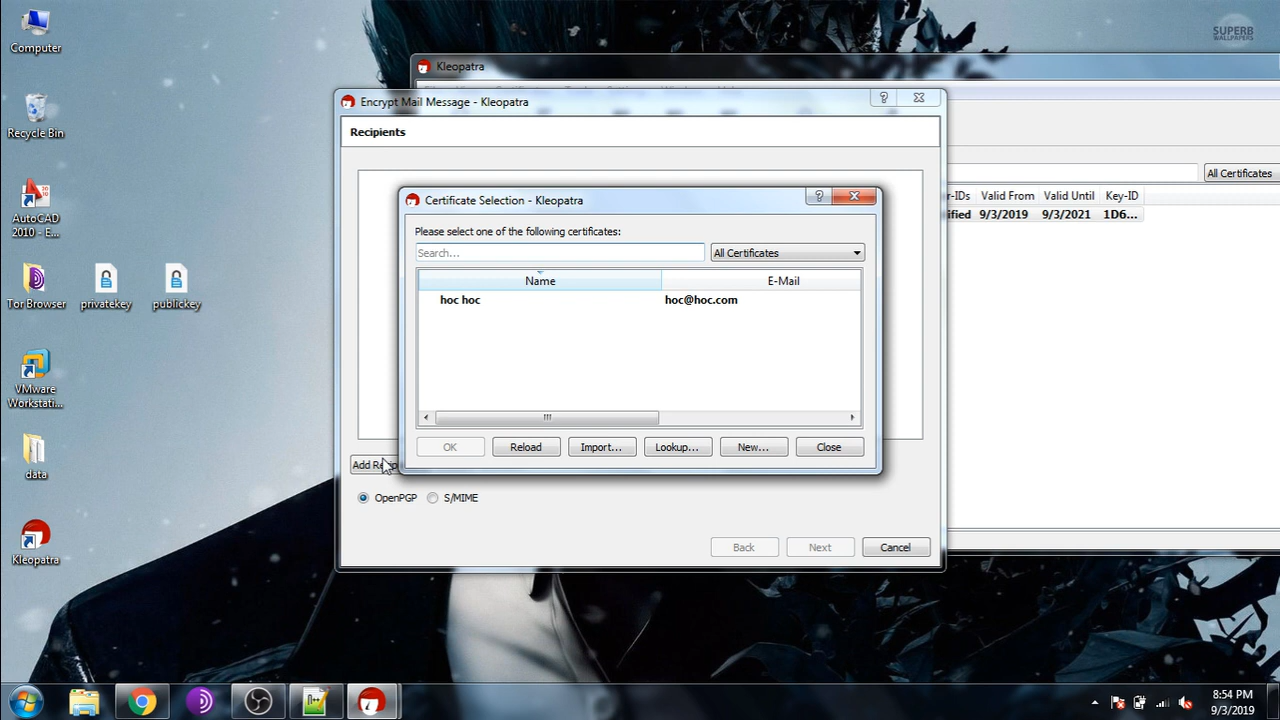 Computer
Recycle Bin
AutoCAD
2010 - E...
Tor Browser
privatekey
publickey
VMware
Workstati...
data
Kleopatra
SUPERB
WALLPAPERS
Kleopatra
Encrypt Mail Message - Kleopatra
Recipients
Certificate Selection - Kleopatra
Please select one of the following certificates:
Search...
All Certificates
Name
E-Mail
hoc hoc
hoc@hoc.com
OK
Reload
Import...
Lookup...
New...
Close
OpenPGP
S/MIME
Back
Next
Cancel
All Certificates
r-IDs
Valid From
Valid Until
Key-ID
ified
9/3/2019
9/3/2021
1D6...
8:54 PM
9/3/2019